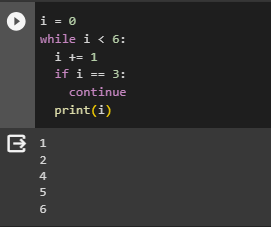 i = 0
while i < 6:
  i += 1
  if i == 3:
    continue
  print(i)
1
2
4
5
6